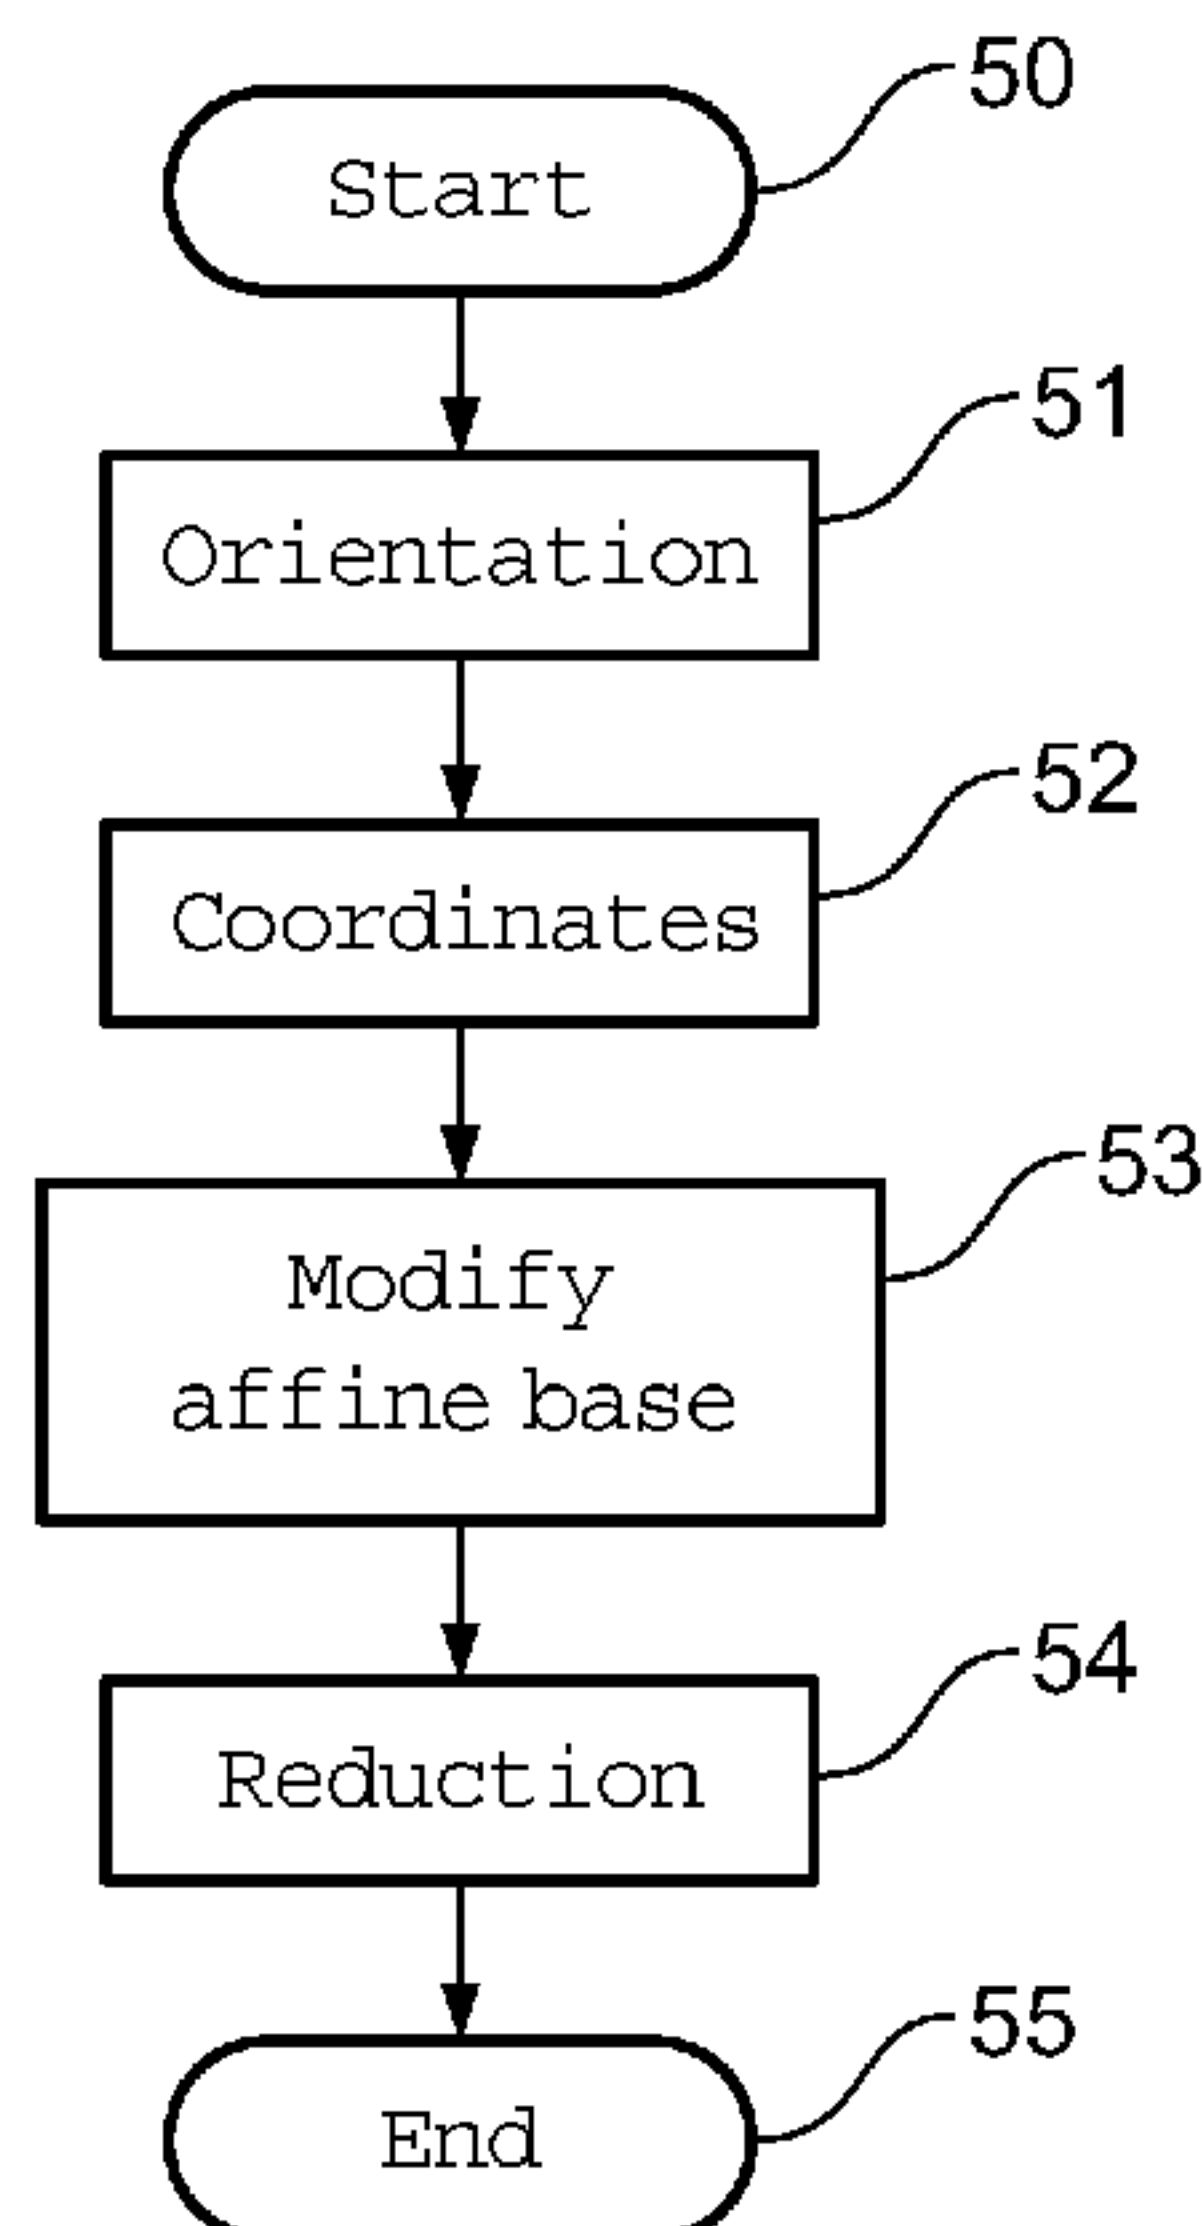 50
Start
51
Orientation
52
Coordinates
53
Modify
affine base
54
Reduction
55
End